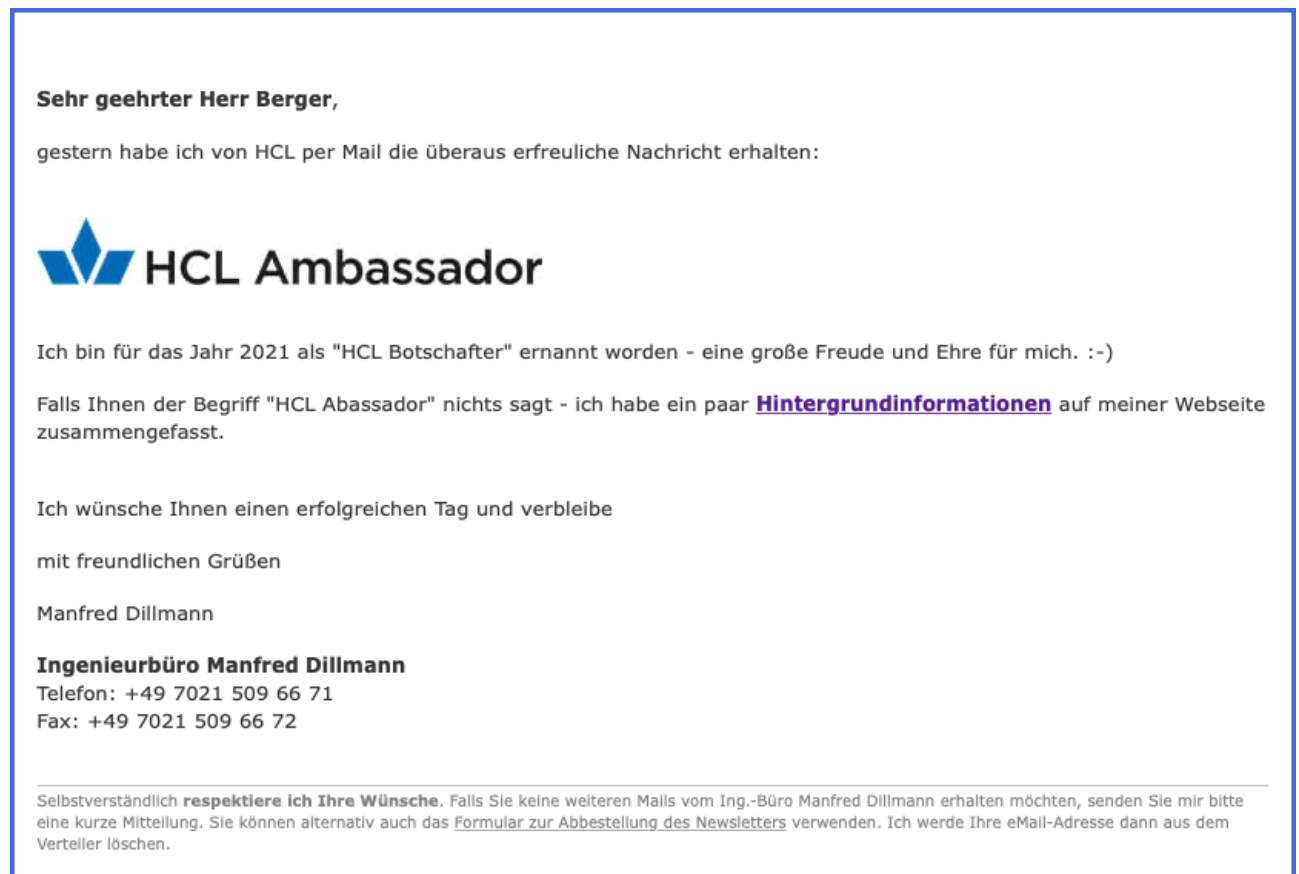 Sehr geehrter Herr Berger,
gestern habe ich von HCL per Mail die überaus erfreuliche Nachricht erhalten:
HCL Ambassador
Ich bin für das Jahr 2021 als "HCL Botschafter" ernannt worden - eine große Freude und Ehre für mich. :-)
Falls Ihnen der Begriff "HCL Abassador" nichts sagt - ich habe ein paar Hintergrundinformationen auf meiner Webseite
zusammengefasst.
Ich wünsche Ihnen einen erfolgreichen Tag und verbleibe
mit freundlichen Grüßen
Manfred Dillmann
Ingenieurbüro Manfred Dillmann
Telefon: +49 7021 509 66 71
Fax: +49 7021 509 66 72
Selbstverständlich respektiere ich Ihre Wünsche. Falls Sie keine weiteren Mails vom Ing.-Büro Manfred Dillmann erhalten möchten, senden Sie mir bitte
eine kurze Mitteilung. Sie können alternativ auch das Formular zur Abbestellung des Newsletters verwenden. Ich werde Ihre eMail-Adresse dann aus dem
Verteiler löschen.